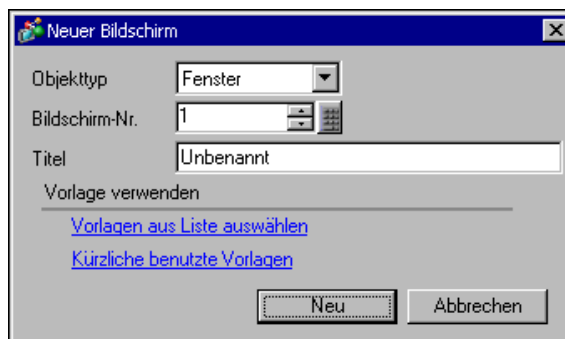 Neuer Bildschirm
Objekttyp Fenster
Bildschirm-Nr. 1
Titel Unbenannt
Vorlage verwenden
Vorlagen aus Liste auswählen
Kürzliche benutzte Vorlagen
Neu Abbrechen